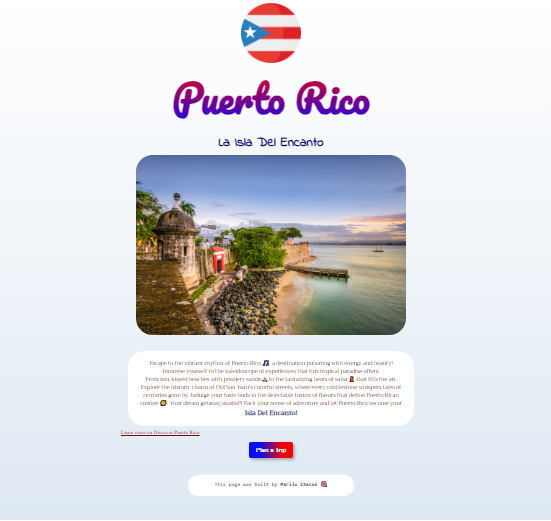 Puerto Rico
La Isla Del Encanto
Escape to the vibrant rhythm of Puerto Rico 🎵 a destination pulsating with energy and beauty!
Immerse yourself in the kaleidoscope of experiences that this tropical paradise offers.
From sun-kissed beaches with powdery sands 🏖️ to the tantalizing beats of salsa 💃 that fills the air.
Explore the historic charm of Old San Juan's colorful streets, where every cobblestone whispers tales of
centuries gone by. Indulge your taste buds in the delectable fusion of flavors that define Puerto Rican
cuisine 🥘. Your dream getaway awaits!!! Pack your sense of adventure and let Puerto Rico become your
Isla Del Encanto!
Learn more on Discover Puerto Rico
Plan a Trip
This page was built by Marilu Chacon 🌺